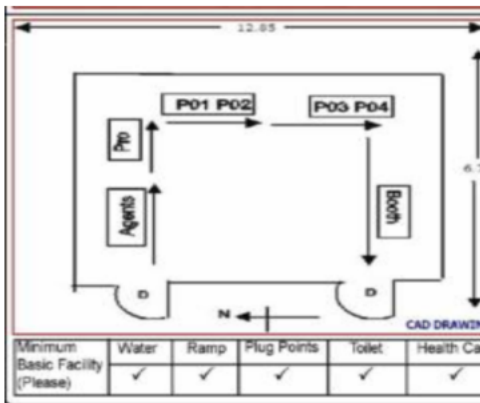 12.85
P01 P02
P03 P04
Pro
Agents
Booth
D
D
N
CAD DRAWIN
Minimum Basic Facility (Please)
Water
Ramp
Plug Points
Toilet
Health Ca
✓ ✓ ✓ ✓ ✓